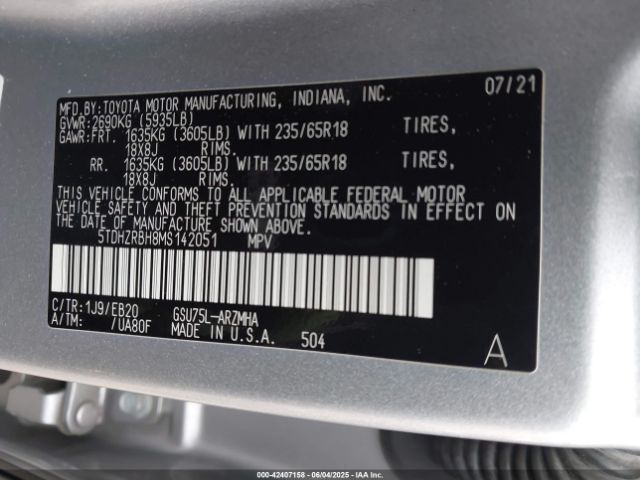 07/21
MFD.BY:TOYOTA MOTOR MANUFACTURING, INDIANA, INC.
GVWR:2690KG (5935LB)
GAWR:FRT. 1635KG (3605LB) WITH 235/65R18 TIRES,
18X8J RIMS.
RR. 1635KG (3605LB) WITH 235/65R18 TIRES,
18X8J RIMS.
THIS VEHICLE CONFORMS TO ALL APPLICABLE FEDERAL MOTOR
VEHICLE SAFETY AND THEFT PREVENTION STANDARDS IN EFFECT ON
THE DATE OF MANUFACTURE SHOWN ABOVE.
5TDHZRBH8MS142051 MPV
C/TR:1J9/EB20 GSU75L-ARZMHA
A/TM: /UA80F MADE IN U.S.A. 504
A
000-42407158 - 06/04/2025 - IAAI.COM